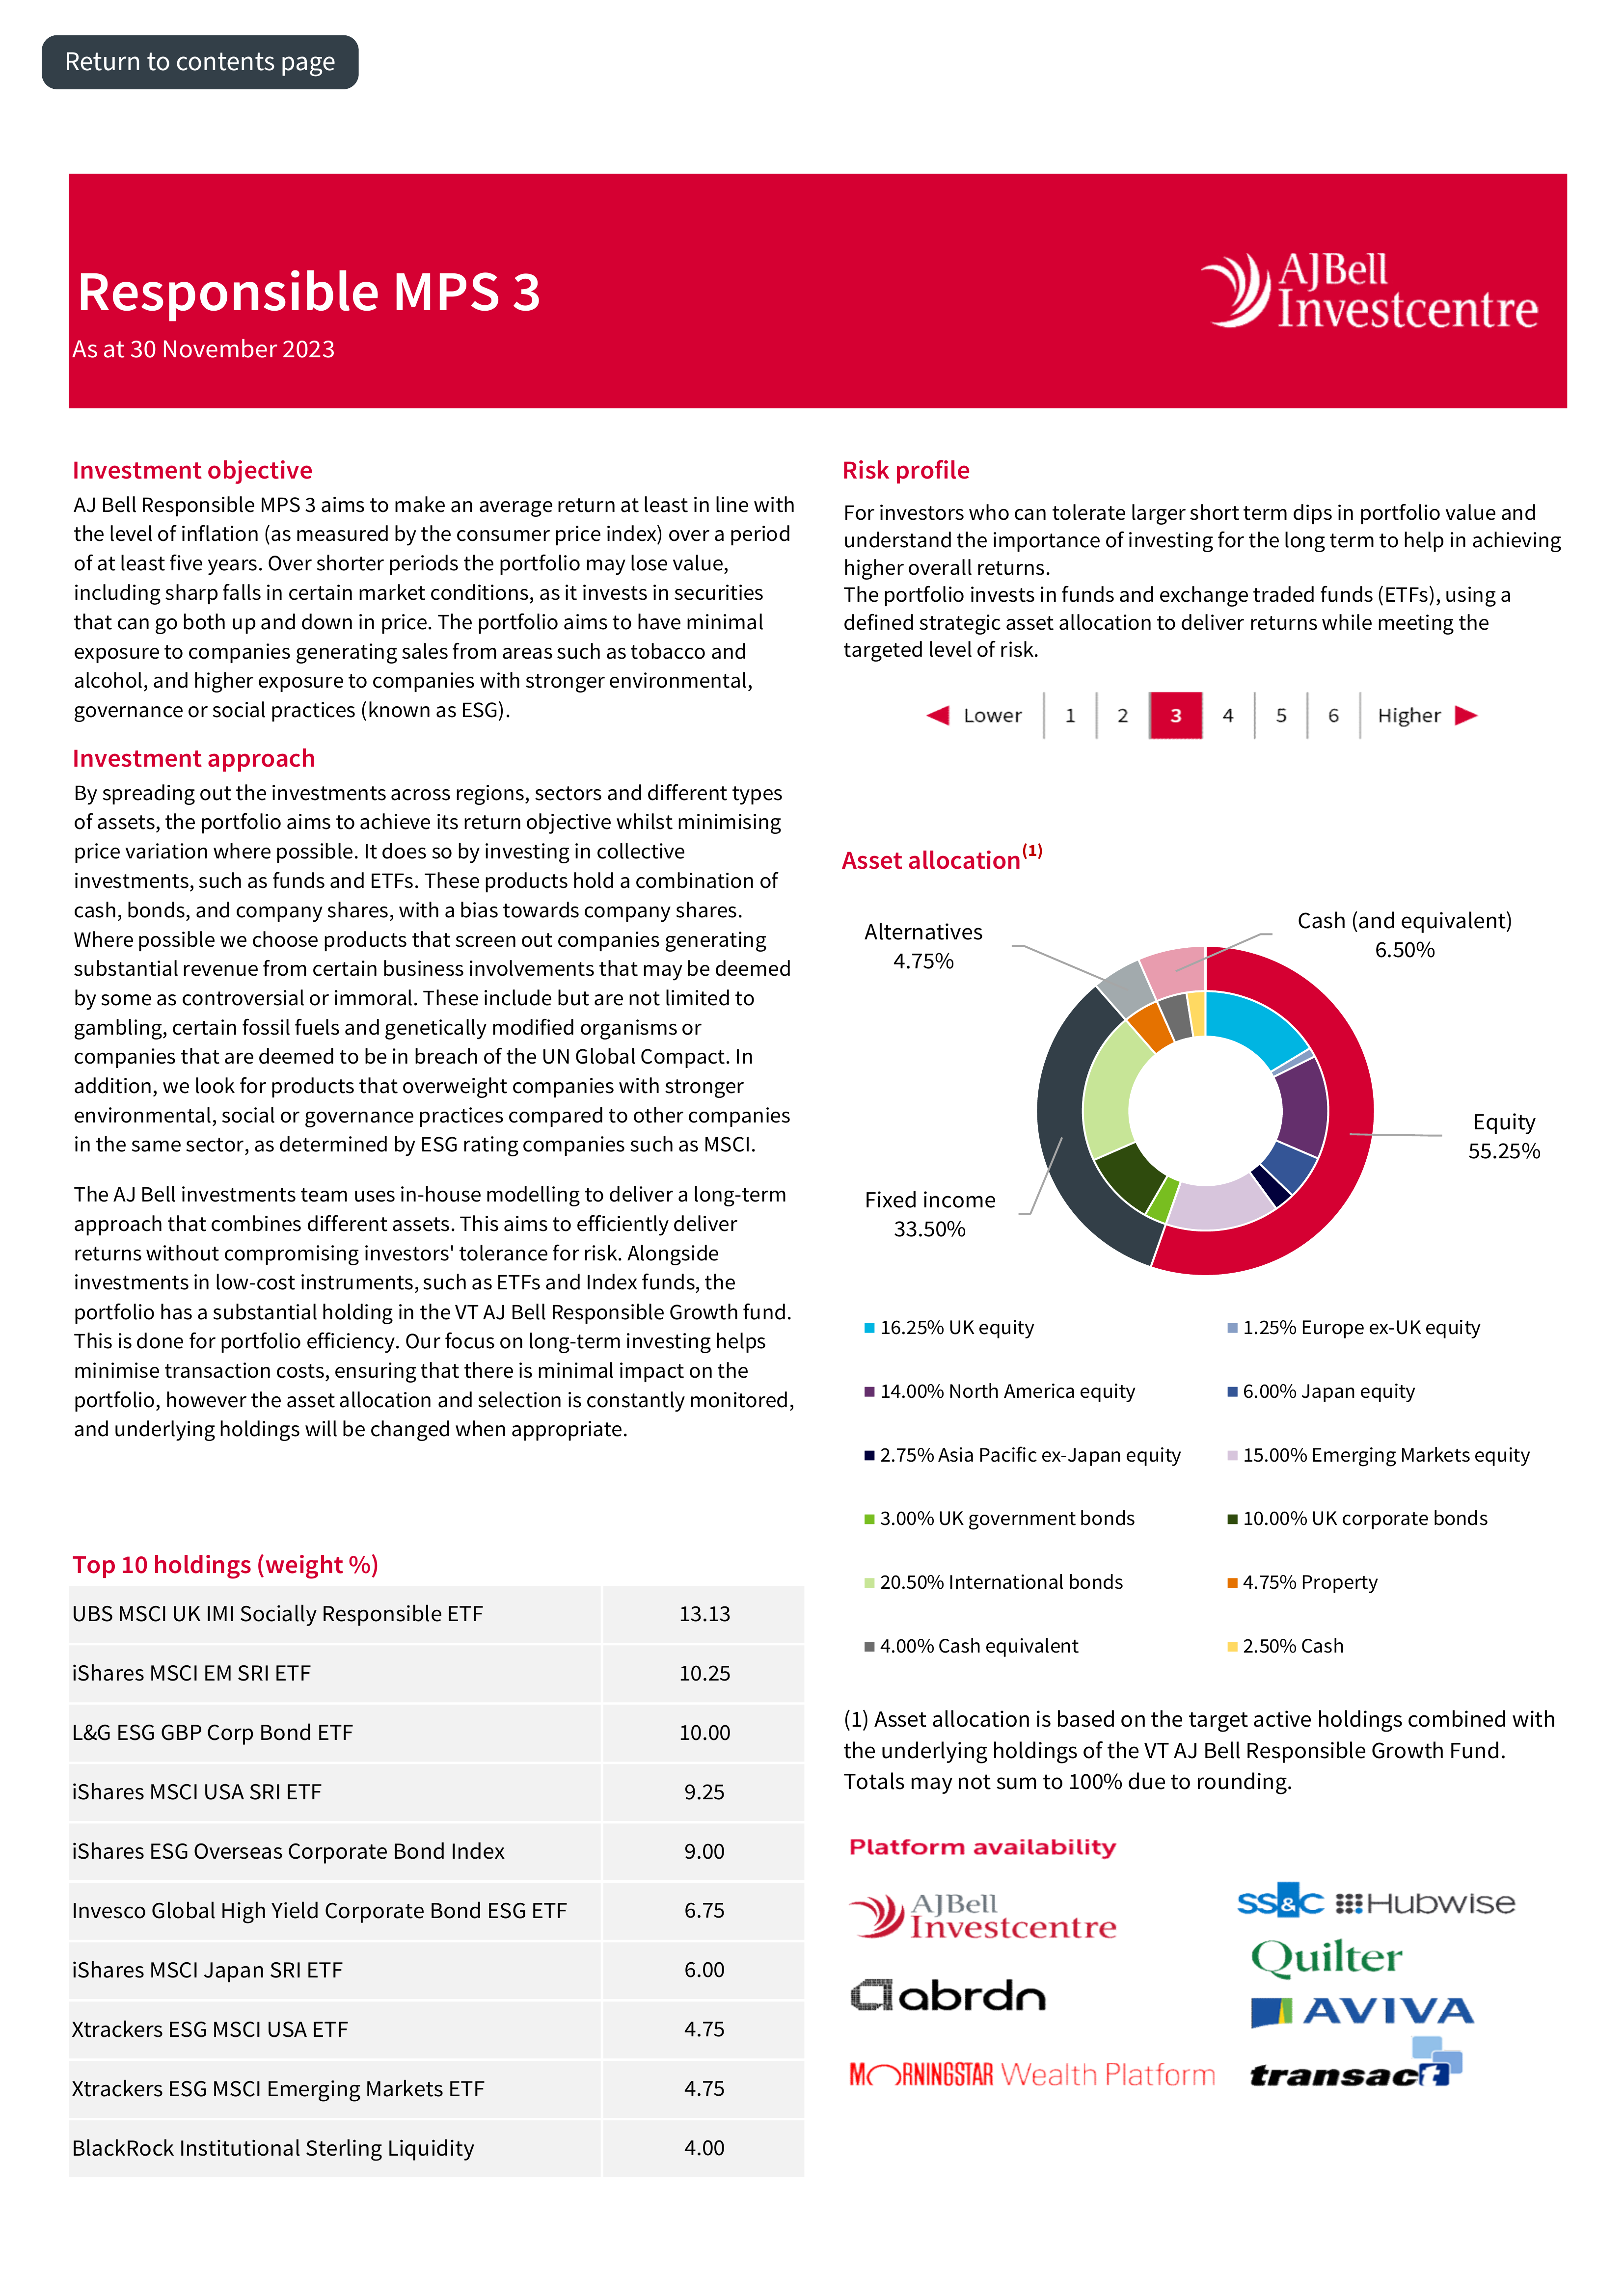 Return to contents page
Responsible MPS 3
As at 30 November 2023
AJBell
Investcentre
Investment objective
AJ Bell Responsible MPS 3 aims to make an average return at least in line with
the level of inflation (as measured by the consumer price index) over a period
of at least five years. Over shorter periods the portfolio may lose value,
including sharp falls in certain market conditions, as it invests in securities
that can go both up and down in price. The portfolio aims to have minimal
exposure to companies generating sales from areas such as tobacco and
alcohol, and higher exposure to companies with stronger environmental,
governance or social practices (known as ESG).
Investment approach
By spreading out the investments across regions, sectors and different types
of assets, the portfolio aims to achieve its return objective whilst minimising
price variation where possible. It does so by investing in collective
investments, such as funds and ETFs. These products hold a combination of
cash, bonds, and company shares, with a bias towards company shares.
Where possible we choose products that screen out companies generating
substantial revenue from certain business involvements that may be deemed
by some as controversial or immoral. These include but are not limited to
gambling, certain fossil fuels and genetically modified organisms or
companies that are deemed to be in breach of the UN Global Compact. In
addition, we look for products that overweight companies with stronger
environmental, social or governance practices compared to other companies
in the same sector, as determined by ESG rating companies such as MSCI.
The AJ Bell investments team uses in-house modelling to deliver a long-term
approach that combines different assets. This aims to efficiently deliver
returns without compromising investors' tolerance for risk. Alongside
investments in low-cost instruments, such as ETFs and Index funds, the
portfolio has a substantial holding in the VT AJ Bell Responsible Growth fund.
This is done for portfolio efficiency. Our focus on long-term investing helps
minimise transaction costs, ensuring that there is minimal impact on the
portfolio, however the asset allocation and selection is constantly monitored,
and underlying holdings will be changed when appropriate.
Top 10 holdings (weight %)
UBS MSCI UK IMI Socially Responsible ETF 13.13
iShares MSCI EM SRI ETF 10.25
L&G ESG GBP Corp Bond ETF 10.00
iShares MSCI USA SRI ETF 9.25
iShares ESG Overseas Corporate Bond Index 9.00
Invesco Global High Yield Corporate Bond ESG ETF 6.75
iShares MSCI Japan SRI ETF 6.00
Xtrackers ESG MSCI USA ETF 4.75
Xtrackers ESG MSCI Emerging Markets ETF 4.75
BlackRock Institutional Sterling Liquidity 4.00
Risk profile
For investors who can tolerate larger short term dips in portfolio value and
understand the importance of investing for the long term to help in achieving
higher overall returns.
The portfolio invests in funds and exchange traded funds (ETFs), using a
defined strategic asset allocation to deliver returns while meeting the
targeted level of risk.
Lower 1 2 3 4 5 6 Higher
Asset allocation(1)
Alternatives
4.75%
Cash (and equivalent)
6.50%
Equity
55.25%
Fixed income
33.50%
16.25% UK equity 1.25% Europe ex-UK equity
14.00% North America equity 6.00% Japan equity
2.75% Asia Pacific ex-Japan equity 15.00% Emerging Markets equity
3.00% UK government bonds 10.00% UK corporate bonds
20.50% International bonds 4.75% Property
4.00% Cash equivalent 2.50% Cash
(1) Asset allocation is based on the target active holdings combined with
the underlying holdings of the VT AJ Bell Responsible Growth Fund.
Totals may not sum to 100% due to rounding.
Platform availability
AJBell
Investcentre
SS&C Hubwise
Quilter
abrdn
AVIVA
MORNINGSTAR Wealth Platform
transact